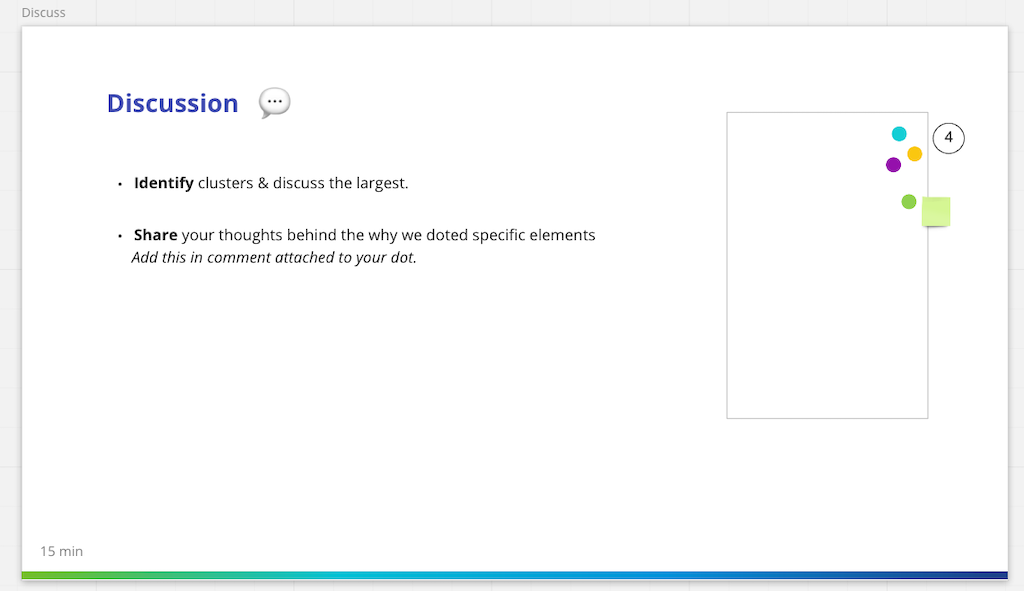 Discuss
Discussion
• Identify clusters & discuss the largest.
• Share your thoughts behind the why we doted specific elements
Add this in comment attached to your dot.
4
15 min